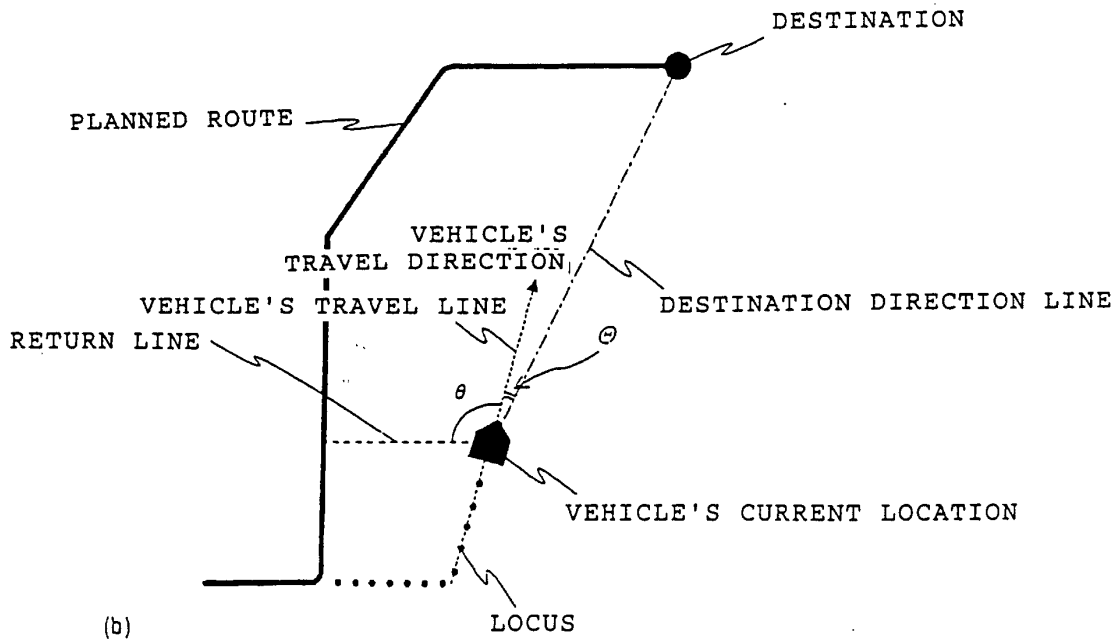 DESTINATION
PLANNED ROUTE
VEHICLE'S
TRAVEL DIRECTION
VEHICLE'S TRAVEL LINE
DESTINATION DIRECTION LINE
RETURN LINE
Θ
θ
VEHICLE'S CURRENT LOCATION
LOCUS
(b)